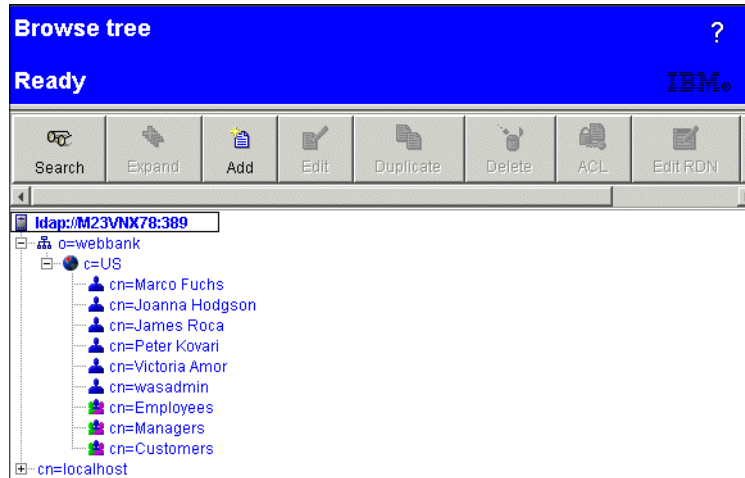 Browse tree
?
Ready
IBM®
Search Expand Add Edit Duplicate Delete ACL Edit RDN
ldap://M23VNX78:389
o=webbank
c=US
cn=Marco Fuchs
cn=Joanna Hodgson
cn=James Roca
cn=Peter Kovari
cn=Victoria Amor
cn=wasadmin
cn=Employees
cn=Managers
cn=Customers
cn=localhost